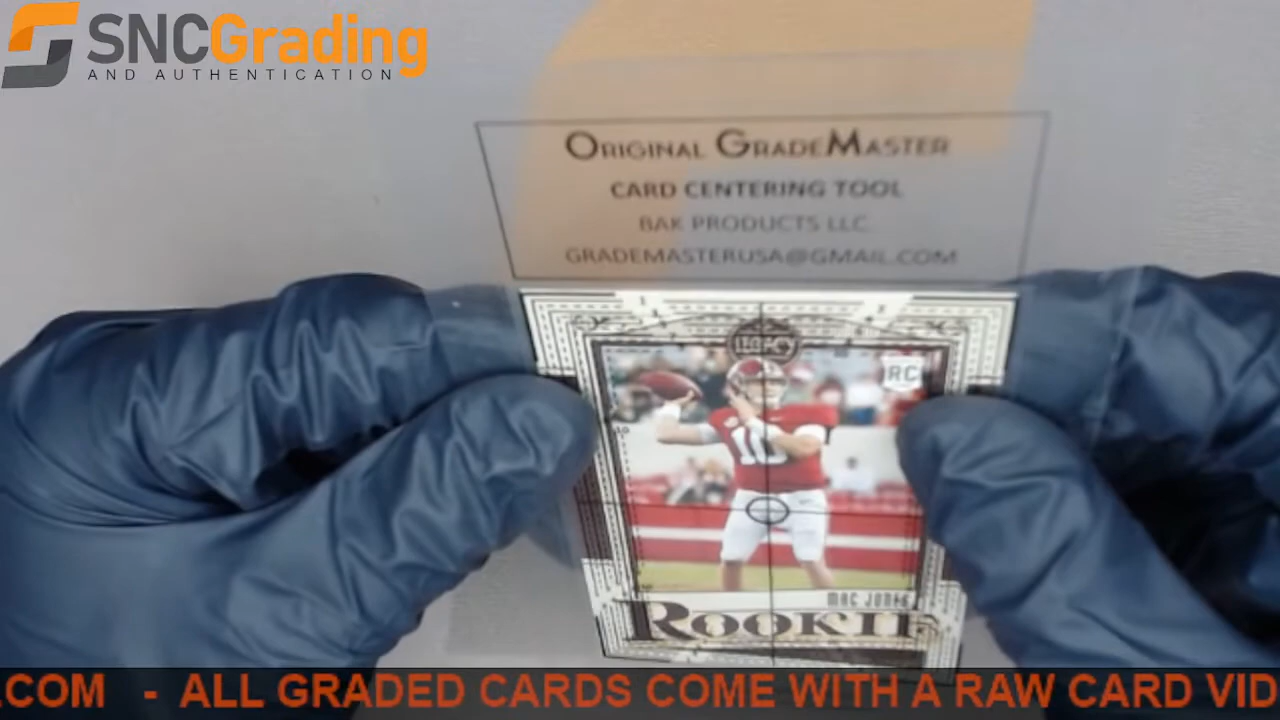 SNCGrading
AND AUTHENTICATION
ORIGINAL GRADEMASTER
CARD CENTERING TOOL
BAK PRODUCTS LLC
GRADEMASTERUSA@GMAIL.COM
LEGACY
RC
10
MAC JONES
ROOKIE
.COM - ALL GRADED CARDS COME WITH A RAW CARD VID